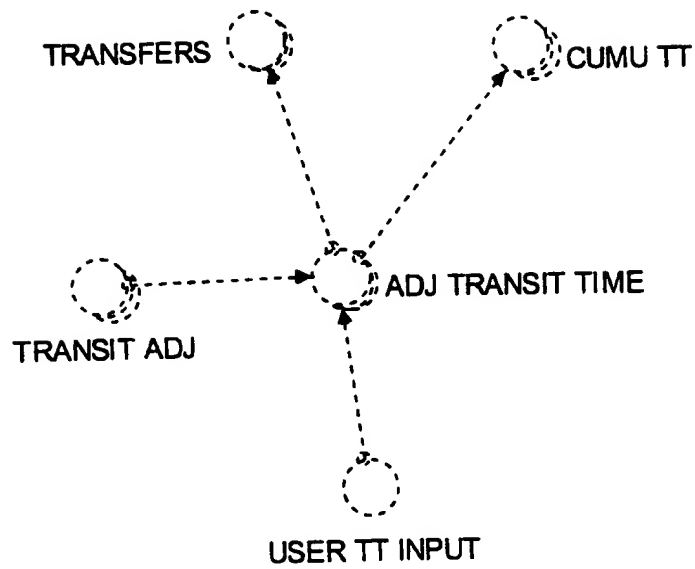 TRANSFERS
CUMU TT
ADJ TRANSIT TIME
TRANSIT ADJ
USER TT INPUT